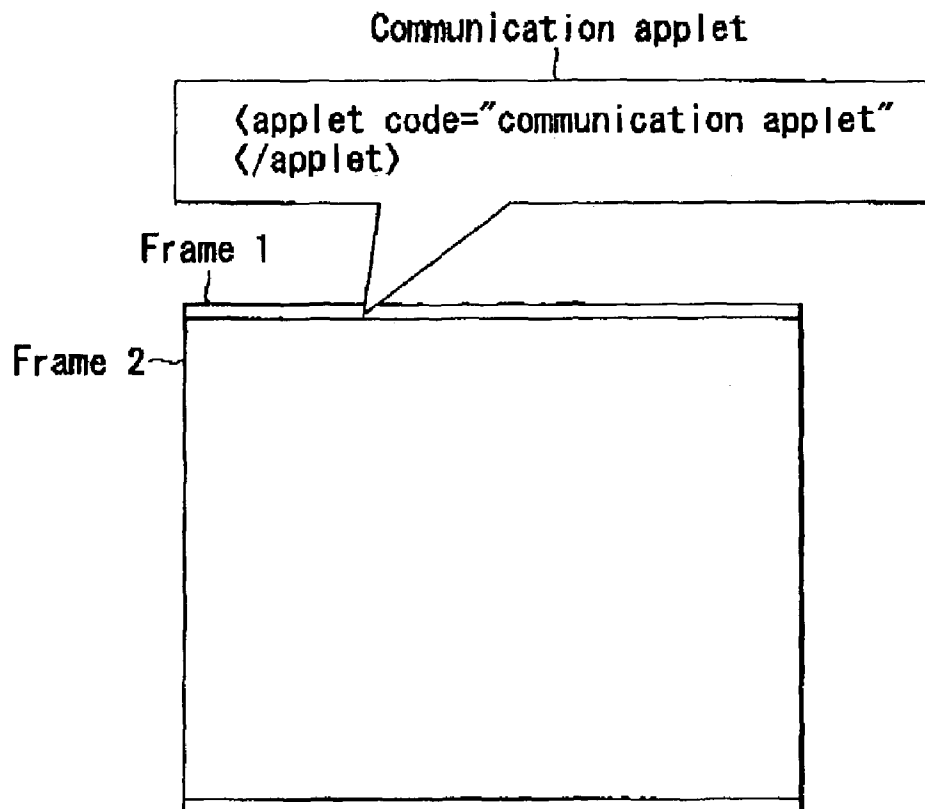 Communication applet
<applet code="communication applet"
</applet>
Frame 1
Frame 2